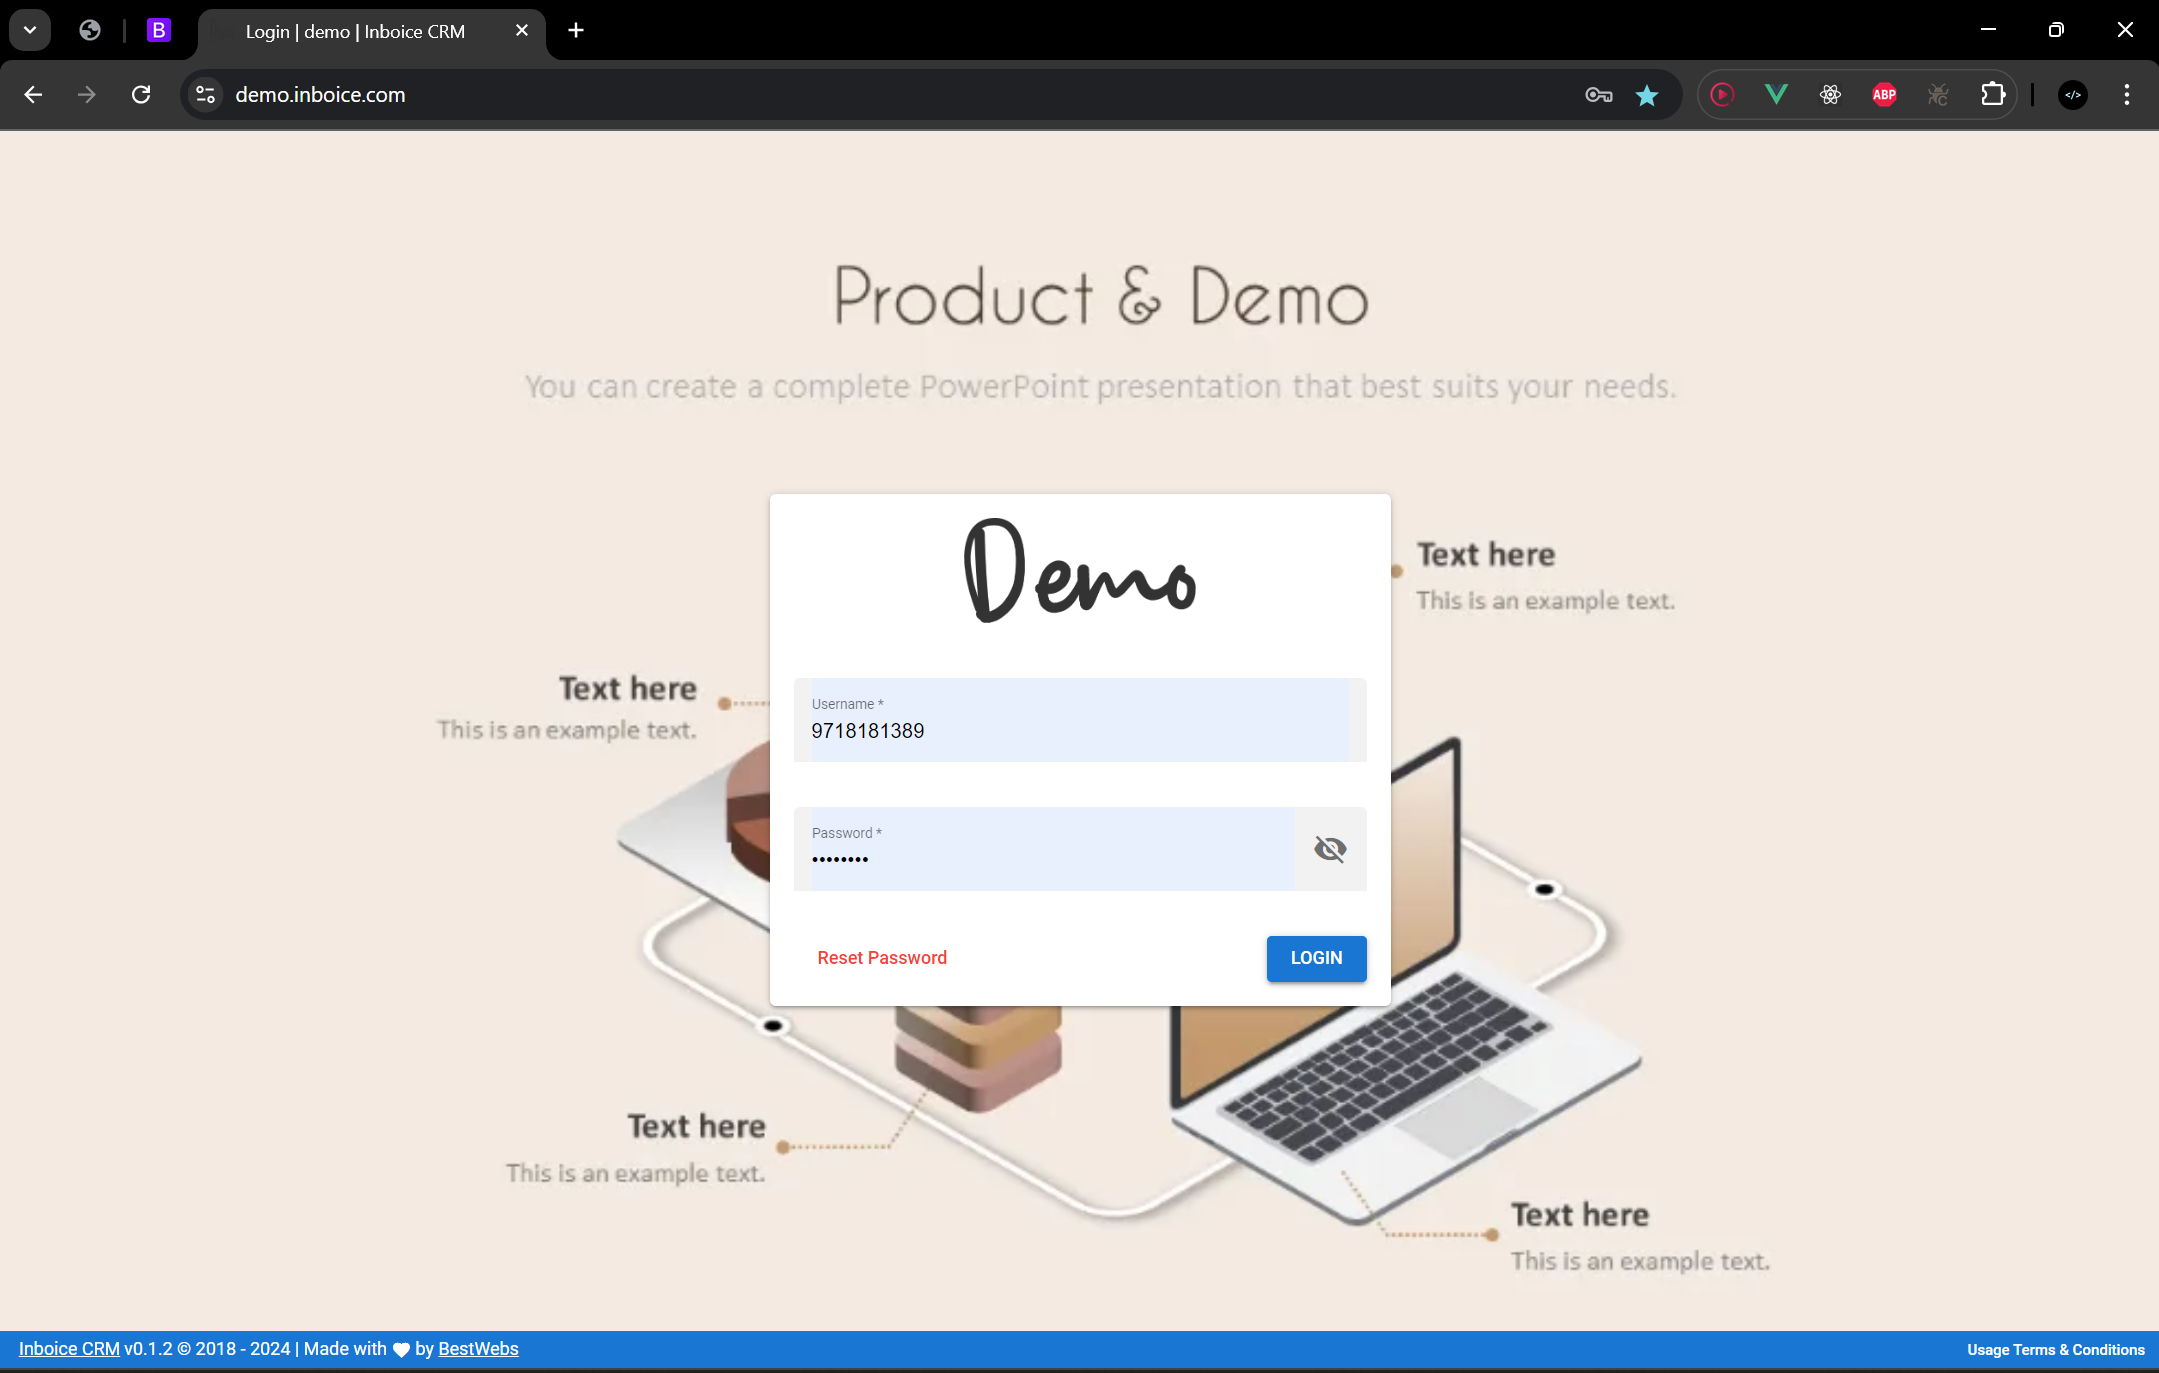 B
Login | demo | Inboice CRM
demo.inboice.com
ABP
</>
Product & Demo
You can create a complete PowerPoint presentation that best suits your needs.
Demo
Text here
This is an example text.
Text here
This is an example text.
Username *
9718181389
Password *
••••••••
Reset Password
LOGIN
Text here
This is an example text.
Text here
This is an example text.
Inboice CRM v0.1.2 © 2018 - 2024 | Made with ♥ by BestWebs
Usage Terms & Conditions